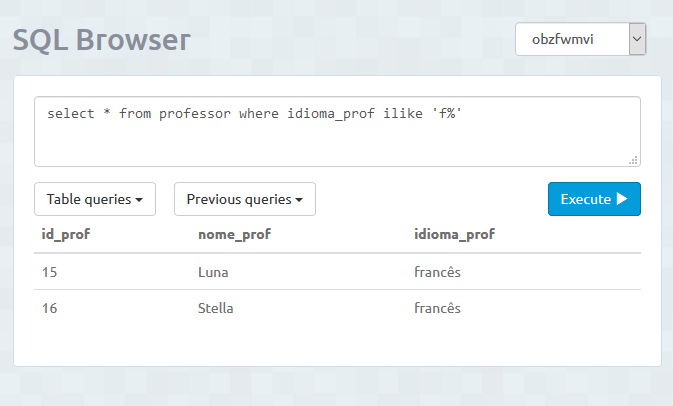 SQL Browser
obzfwmvi
select * from professor where idioma_prof ilike 'f%'
Table queries
Previous queries
Execute
id_prof nome_prof idioma_prof
15 Luna francês
16 Stella francês